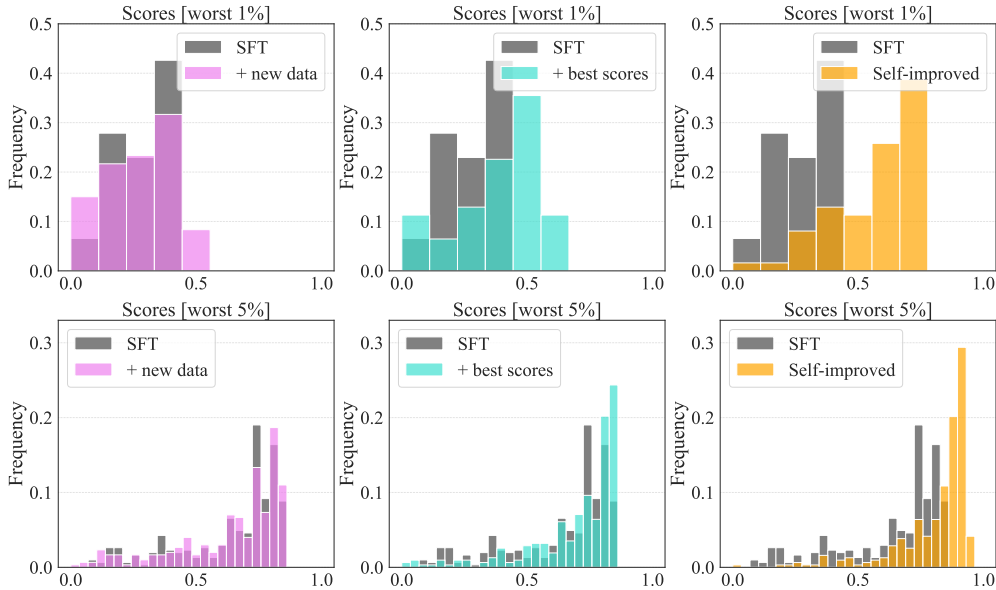 Scores [worst 1%]
Scores [worst 1%]
Scores [worst 1%]
Frequency
0.5
0.4
0.3
0.2
0.1
0.0
SFT
+ new data
0.0
0.5
1.0
Frequency
0.5
0.4
0.3
0.2
0.1
0.0
SFT
+ best scores
0.0
0.5
1.0
Frequency
0.5
0.4
0.3
0.2
0.1
0.0
SFT
Self-improved
0.0
0.5
1.0
Scores [worst 5%]
Scores [worst 5%]
Scores [worst 5%]
Frequency
0.3
0.2
0.1
0.0
SFT
+ new data
0.0
0.5
1.0
Frequency
0.3
0.2
0.1
0.0
SFT
+ best scores
0.0
0.5
1.0
Frequency
0.3
0.2
0.1
0.0
SFT
Self-improved
0.0
0.5
1.0